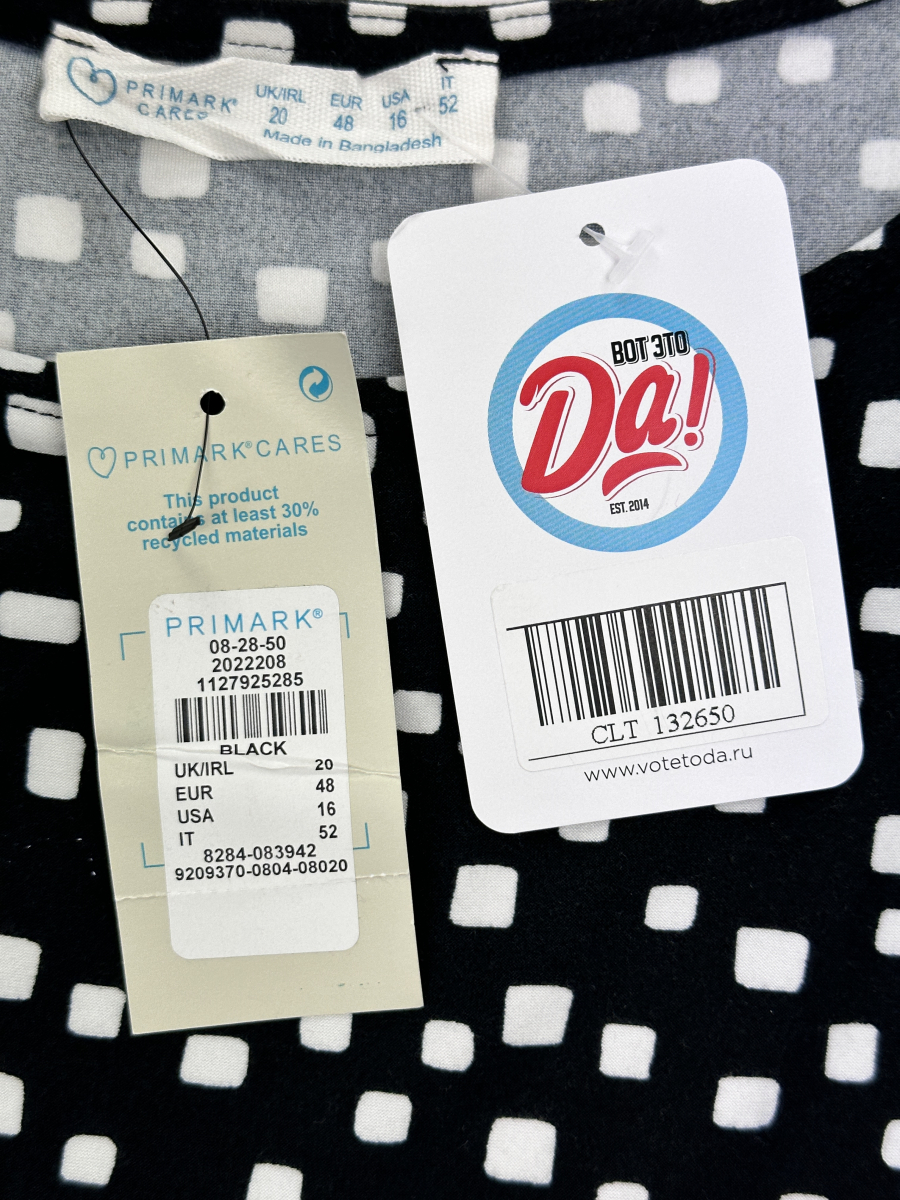 PRIMARK®
CARES
UK/IRL EUR USA IT
20 48 16 52
Made in Bangladesh
PRIMARK® CARES
This product
contains at least 30%
recycled materials
PRIMARK®
08-28-50
2022208
1127925285
BLACK
UK/IRL 20
EUR 48
USA 16
IT 52
8284-083942
9209370-0804-08020
ВОТ ЭТО
Да!
EST. 2014
CLT 132650
www.votetoda.ru